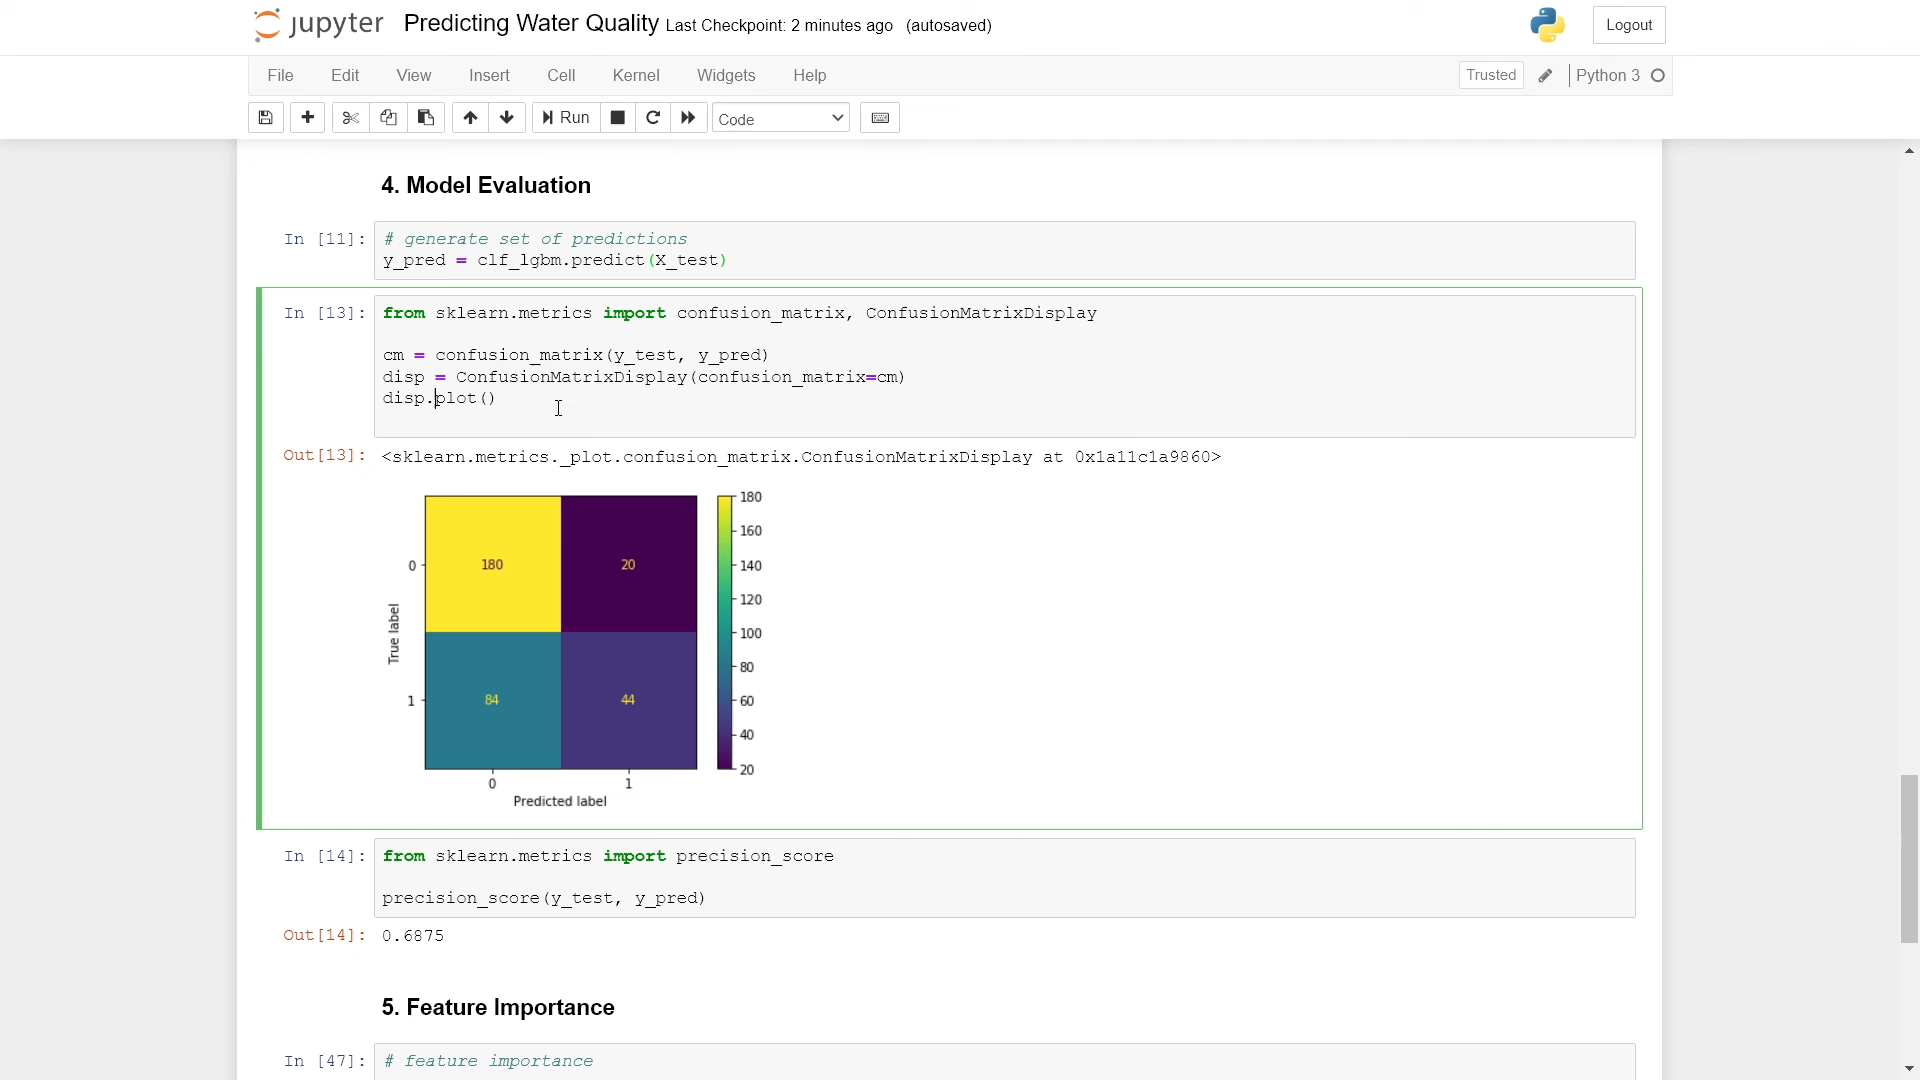 jupyter Predicting Water Quality Last Checkpoint: 2 minutes ago (autosaved)
Logout
File Edit View Insert Cell Kernel Widgets Help
Trusted Python 3
Run Code
4. Model Evaluation
In [11]: # generate set of predictions
y_pred = clf_lgbm.predict(X_test)
In [13]: from sklearn.metrics import confusion_matrix, ConfusionMatrixDisplay
cm = confusion_matrix(y_test, y_pred)
disp = ConfusionMatrixDisplay(confusion_matrix=cm)
disp.plot()
Out[13]: <sklearn.metrics._plot.confusion_matrix.ConfusionMatrixDisplay at 0x1a11c1a9860>
180
160
140
120
100
80
60
40
20
True label
0 180 20
1 84 44
0 1
Predicted label
In [14]: from sklearn.metrics import precision_score
precision_score(y_test, y_pred)
Out[14]: 0.6875
5. Feature Importance
In [47]: # feature importance